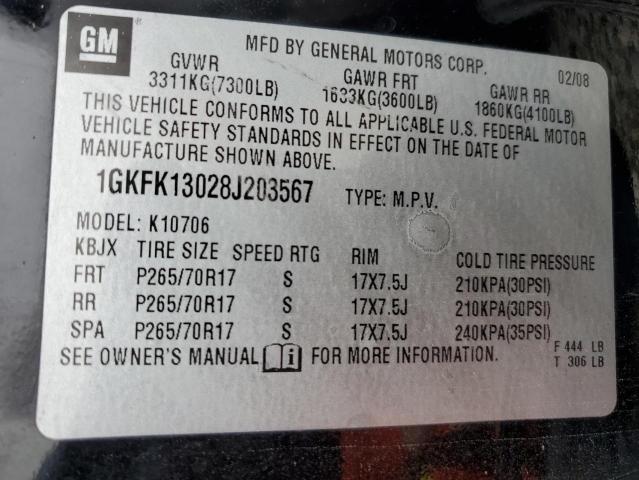 GM
MFD BY GENERAL MOTORS CORP. 02/08
GVWR GAWR FRT GAWR RR
3311KG(7300LB) 1633KG(3600LB) 1860KG(4100LB)
THIS VEHICLE CONFORMS TO ALL APPLICABLE U.S. FEDERAL MOTOR
VEHICLE SAFETY STANDARDS IN EFFECT ON THE DATE OF
MANUFACTURE SHOWN ABOVE.
1GKFK13028J203567 TYPE: M.P.V.
MODEL: K10706
KBJX TIRE SIZE SPEED RTG RIM COLD TIRE PRESSURE
FRT P265/70R17 S 17X7.5J 210KPA(30PSI)
RR P265/70R17 S 17X7.5J 210KPA(30PSI)
SPA P265/70R17 S 17X7.5J 240KPA(35PSI)
SEE OWNER'S MANUAL i FOR MORE INFORMATION.
F 444 LB
T 306 LB